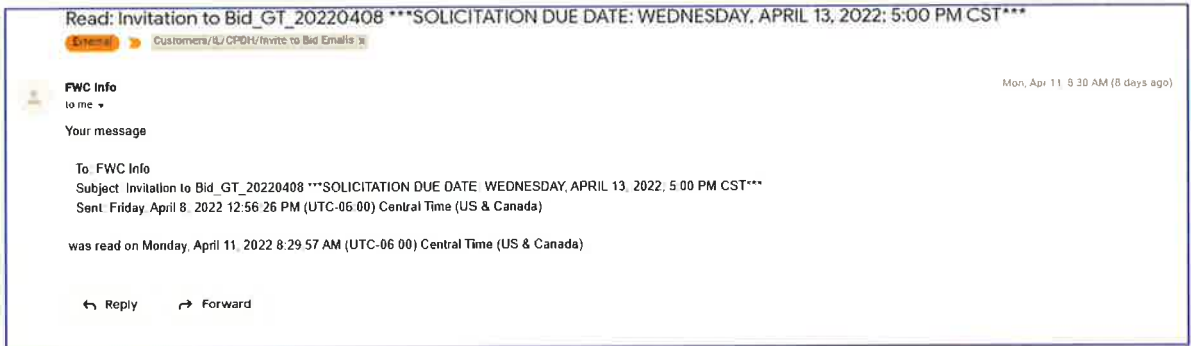 Read: Invitation to Bid_GT_20220408 ***SOLICITATION DUE DATE: WEDNESDAY, APRIL 13, 2022; 5:00 PM CST***
External Customers/IL/CPDH/Invite to Bid Emails x
FWC Info Mon, Apr 11, 8:30 AM (8 days ago)
to me
Your message
To: FWC Info
Subject: Invitation to Bid_GT_20220408 ***SOLICITATION DUE DATE: WEDNESDAY, APRIL 13, 2022; 5:00 PM CST***
Sent: Friday, April 8, 2022 12:56:26 PM (UTC-06:00) Central Time (US & Canada)
was read on Monday, April 11, 2022 8:29:57 AM (UTC-06:00) Central Time (US & Canada)
Reply Forward